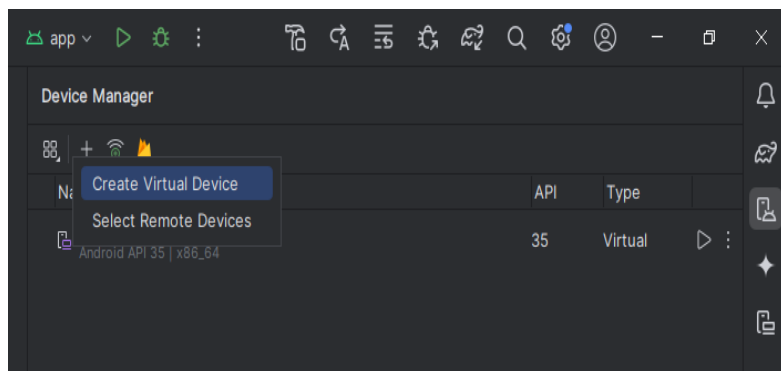 app
Device Manager
Create Virtual Device
Select Remote Devices
API Type
35 Virtual
Android API 35 | x86_64